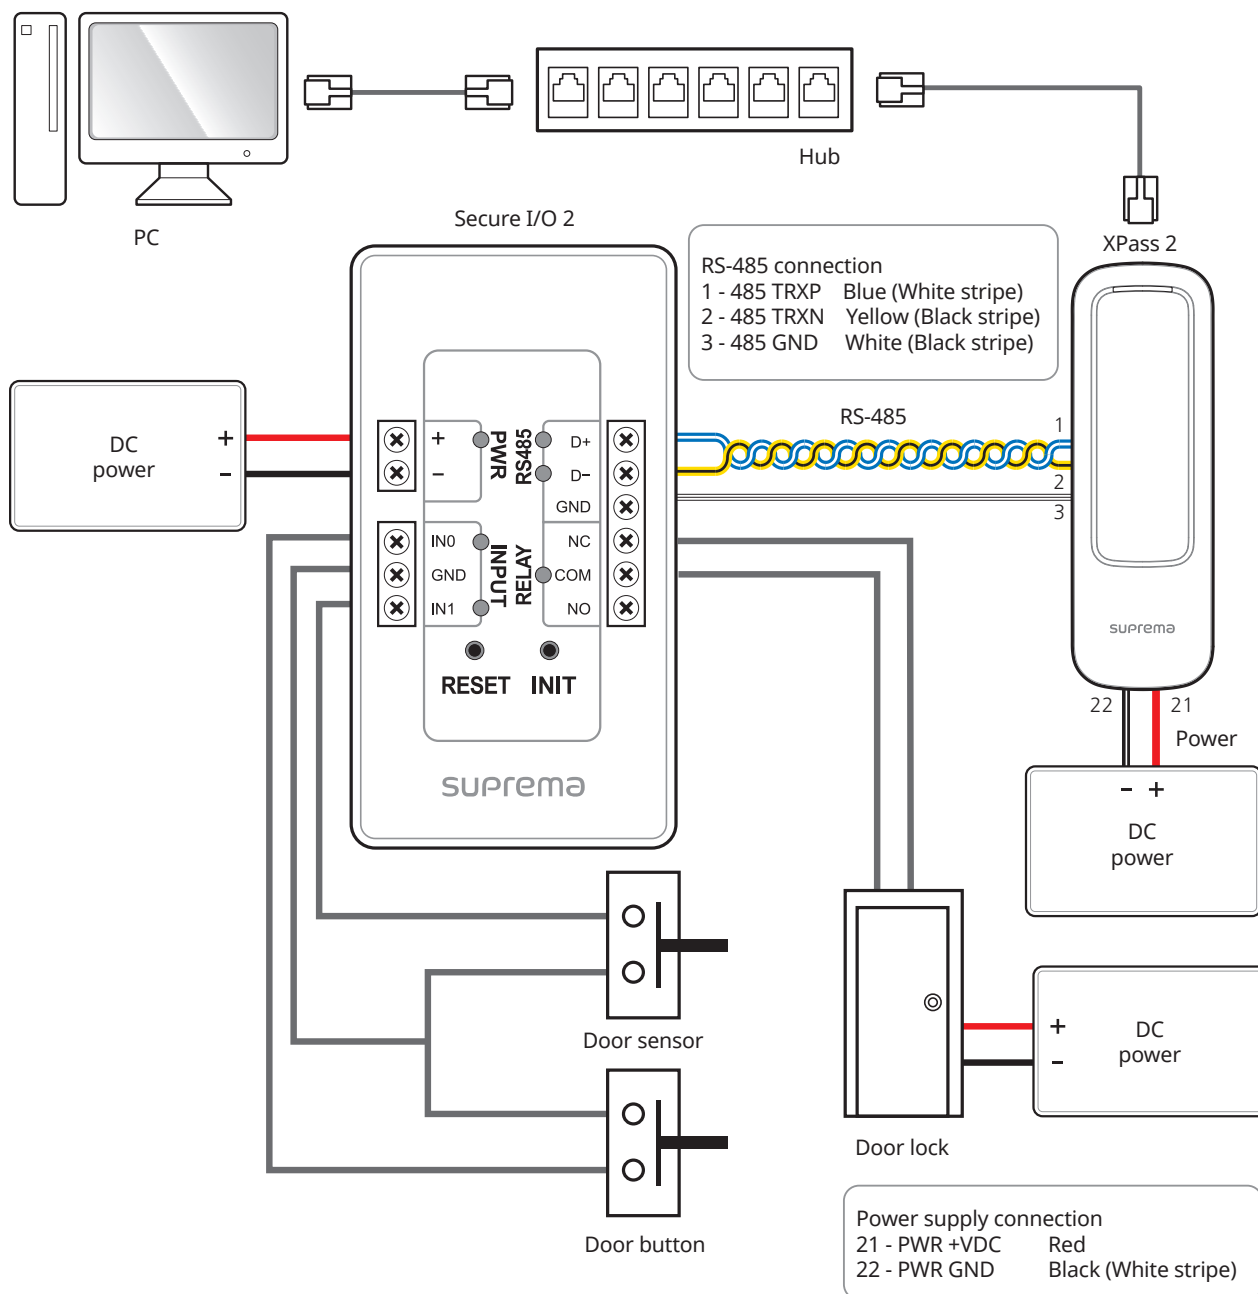 PC
Hub
Secure I/O 2
XPass 2
RS-485 connection
1 - 485 TRXP Blue (White stripe)
2 - 485 TRXN Yellow (Black stripe)
3 - 485 GND White (Black stripe)
DC
power
+
−
+
−
PWR
RS485
D+
D−
GND
IN0
GND
IN1
INPUT
RELAY
NC
COM
NO
RESET INIT
suprema
RS-485
1
2
3
suprema
22
21
Power
− +
DC
power
Door sensor
Door button
Door lock
+
−
DC
power
Power supply connection
21 - PWR +VDC Red
22 - PWR GND Black (White stripe)